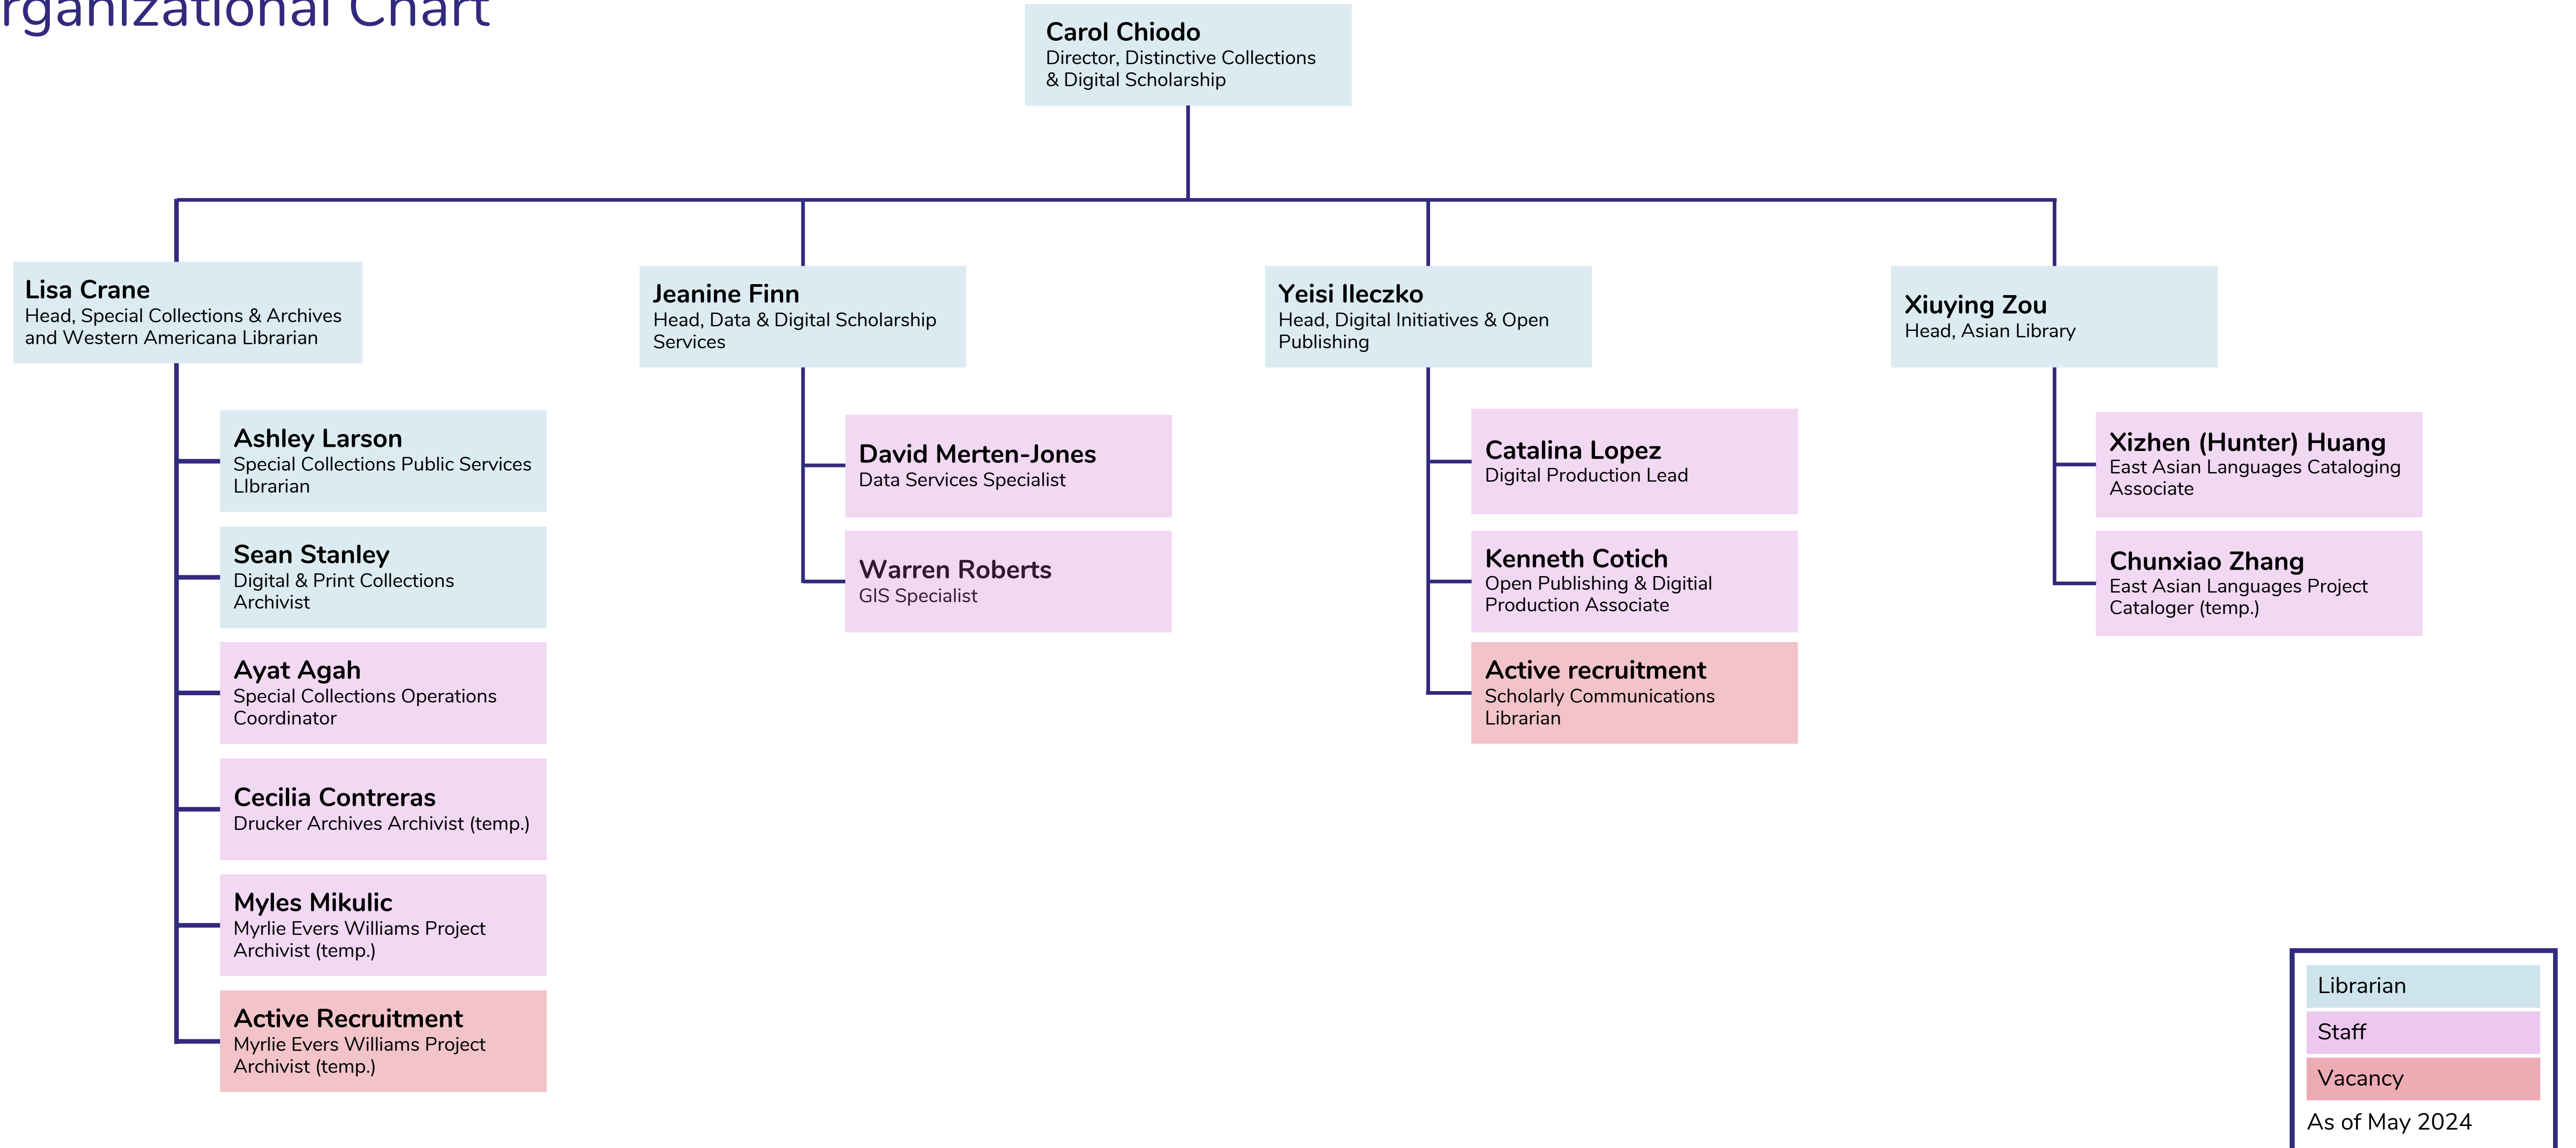 rganizational Chart
Carol Chiodo
Director, Distinctive Collections
& Digital Scholarship
Lisa Crane
Head, Special Collections & Archives
and Western Americana Librarian
Ashley Larson
Special Collections Public Services
LIbrarian
Sean Stanley
Digital & Print Collections
Archivist
Ayat Agah
Special Collections Operations
Coordinator
Cecilia Contreras
Drucker Archives Archivist (temp.)
Myles Mikulic
Myrlie Evers Williams Project
Archivist (temp.)
Active Recruitment
Myrlie Evers Williams Project
Archivist (temp.)
Jeanine Finn
Head, Data & Digital Scholarship
Services
David Merten-Jones
Data Services Specialist
Warren Roberts
GIS Specialist
Yeisi Ileczko
Head, Digital Initiatives & Open
Publishing
Catalina Lopez
Digital Production Lead
Kenneth Cotich
Open Publishing & Digitial
Production Associate
Active recruitment
Scholarly Communications
Librarian
Xiuying Zou
Head, Asian Library
Xizhen (Hunter) Huang
East Asian Languages Cataloging
Associate
Chunxiao Zhang
East Asian Languages Project
Cataloger (temp.)
Librarian
Staff
Vacancy
As of May 2024